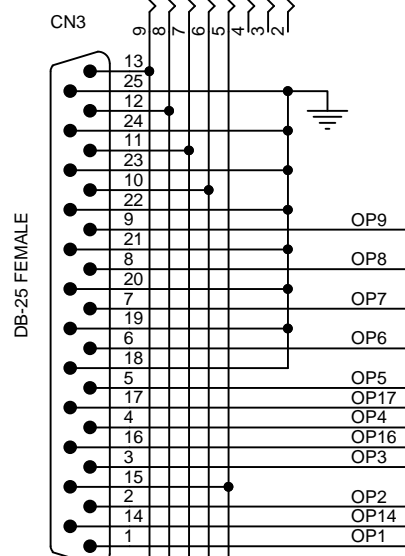 CN3
9 8 7 6 5 4 3 2
DB-25 FEMALE
13
25
12
24
11
23
10
22
9 OP9
21
8 OP8
20
7 OP7
19
6 OP6
18
5 OP5
17 OP17
4 OP4
16 OP16
3 OP3
15
2 OP2
14 OP14
1 OP1